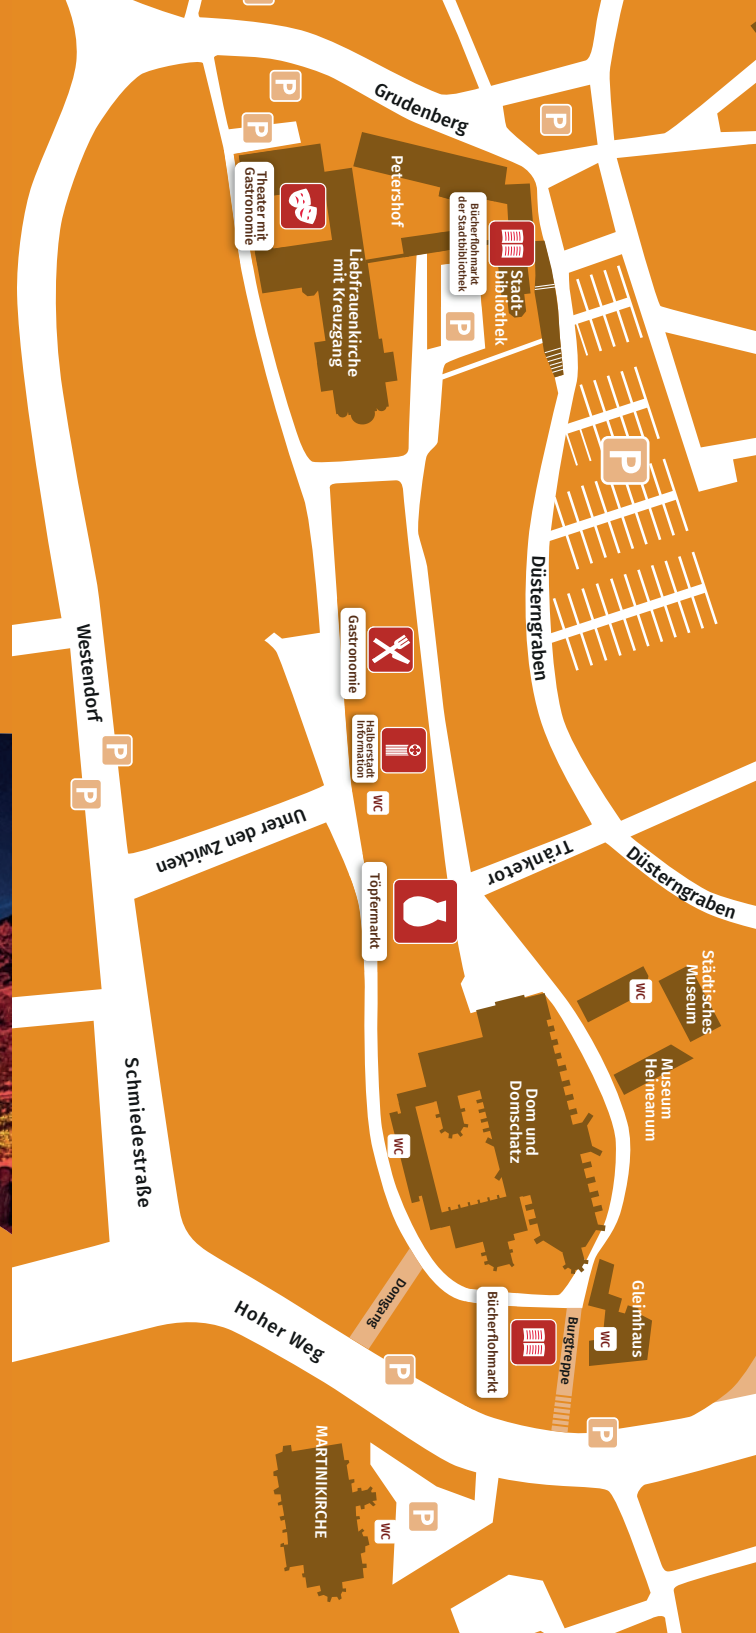 P
P
Grudenberg
P
Petershof
Theater mit
Gastronomie
Bücherflohmarkt
der Stadtbibliothek
Stadt-
bibliothek
Liebfrauenkirche
mit Kreuzgang
P
P
Düsterngraben
Gastronomie
Westendorf
P
P
Halberstadt
Information
WC
Unter den Zwicken
Tränketor
Düsterngraben
Töpfermarkt
Städtisches
Museum
WC
Museum
Heineanum
Dom und
Domschatz
WC
Schmiedestraße
Domgang
Gleimhaus
WC
Burgtreppe
Bücherflohmarkt
Hoher Weg
P
P
MARTINIKIRCHE
P
WC